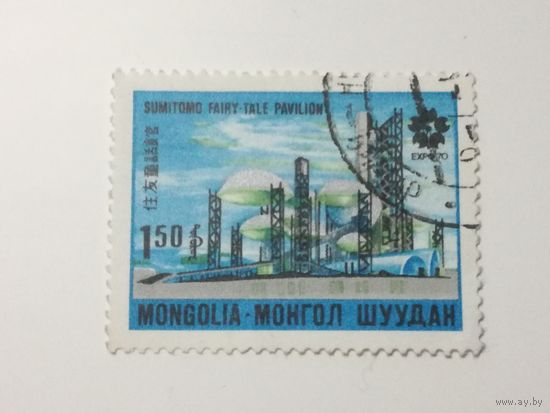 SUMITOMO FAIRY-TALE PAVILION
EXPO'70
住友童話館
1.50₮
MONGOLIA · МОНГОЛ ШУУДАН
www.ay.by